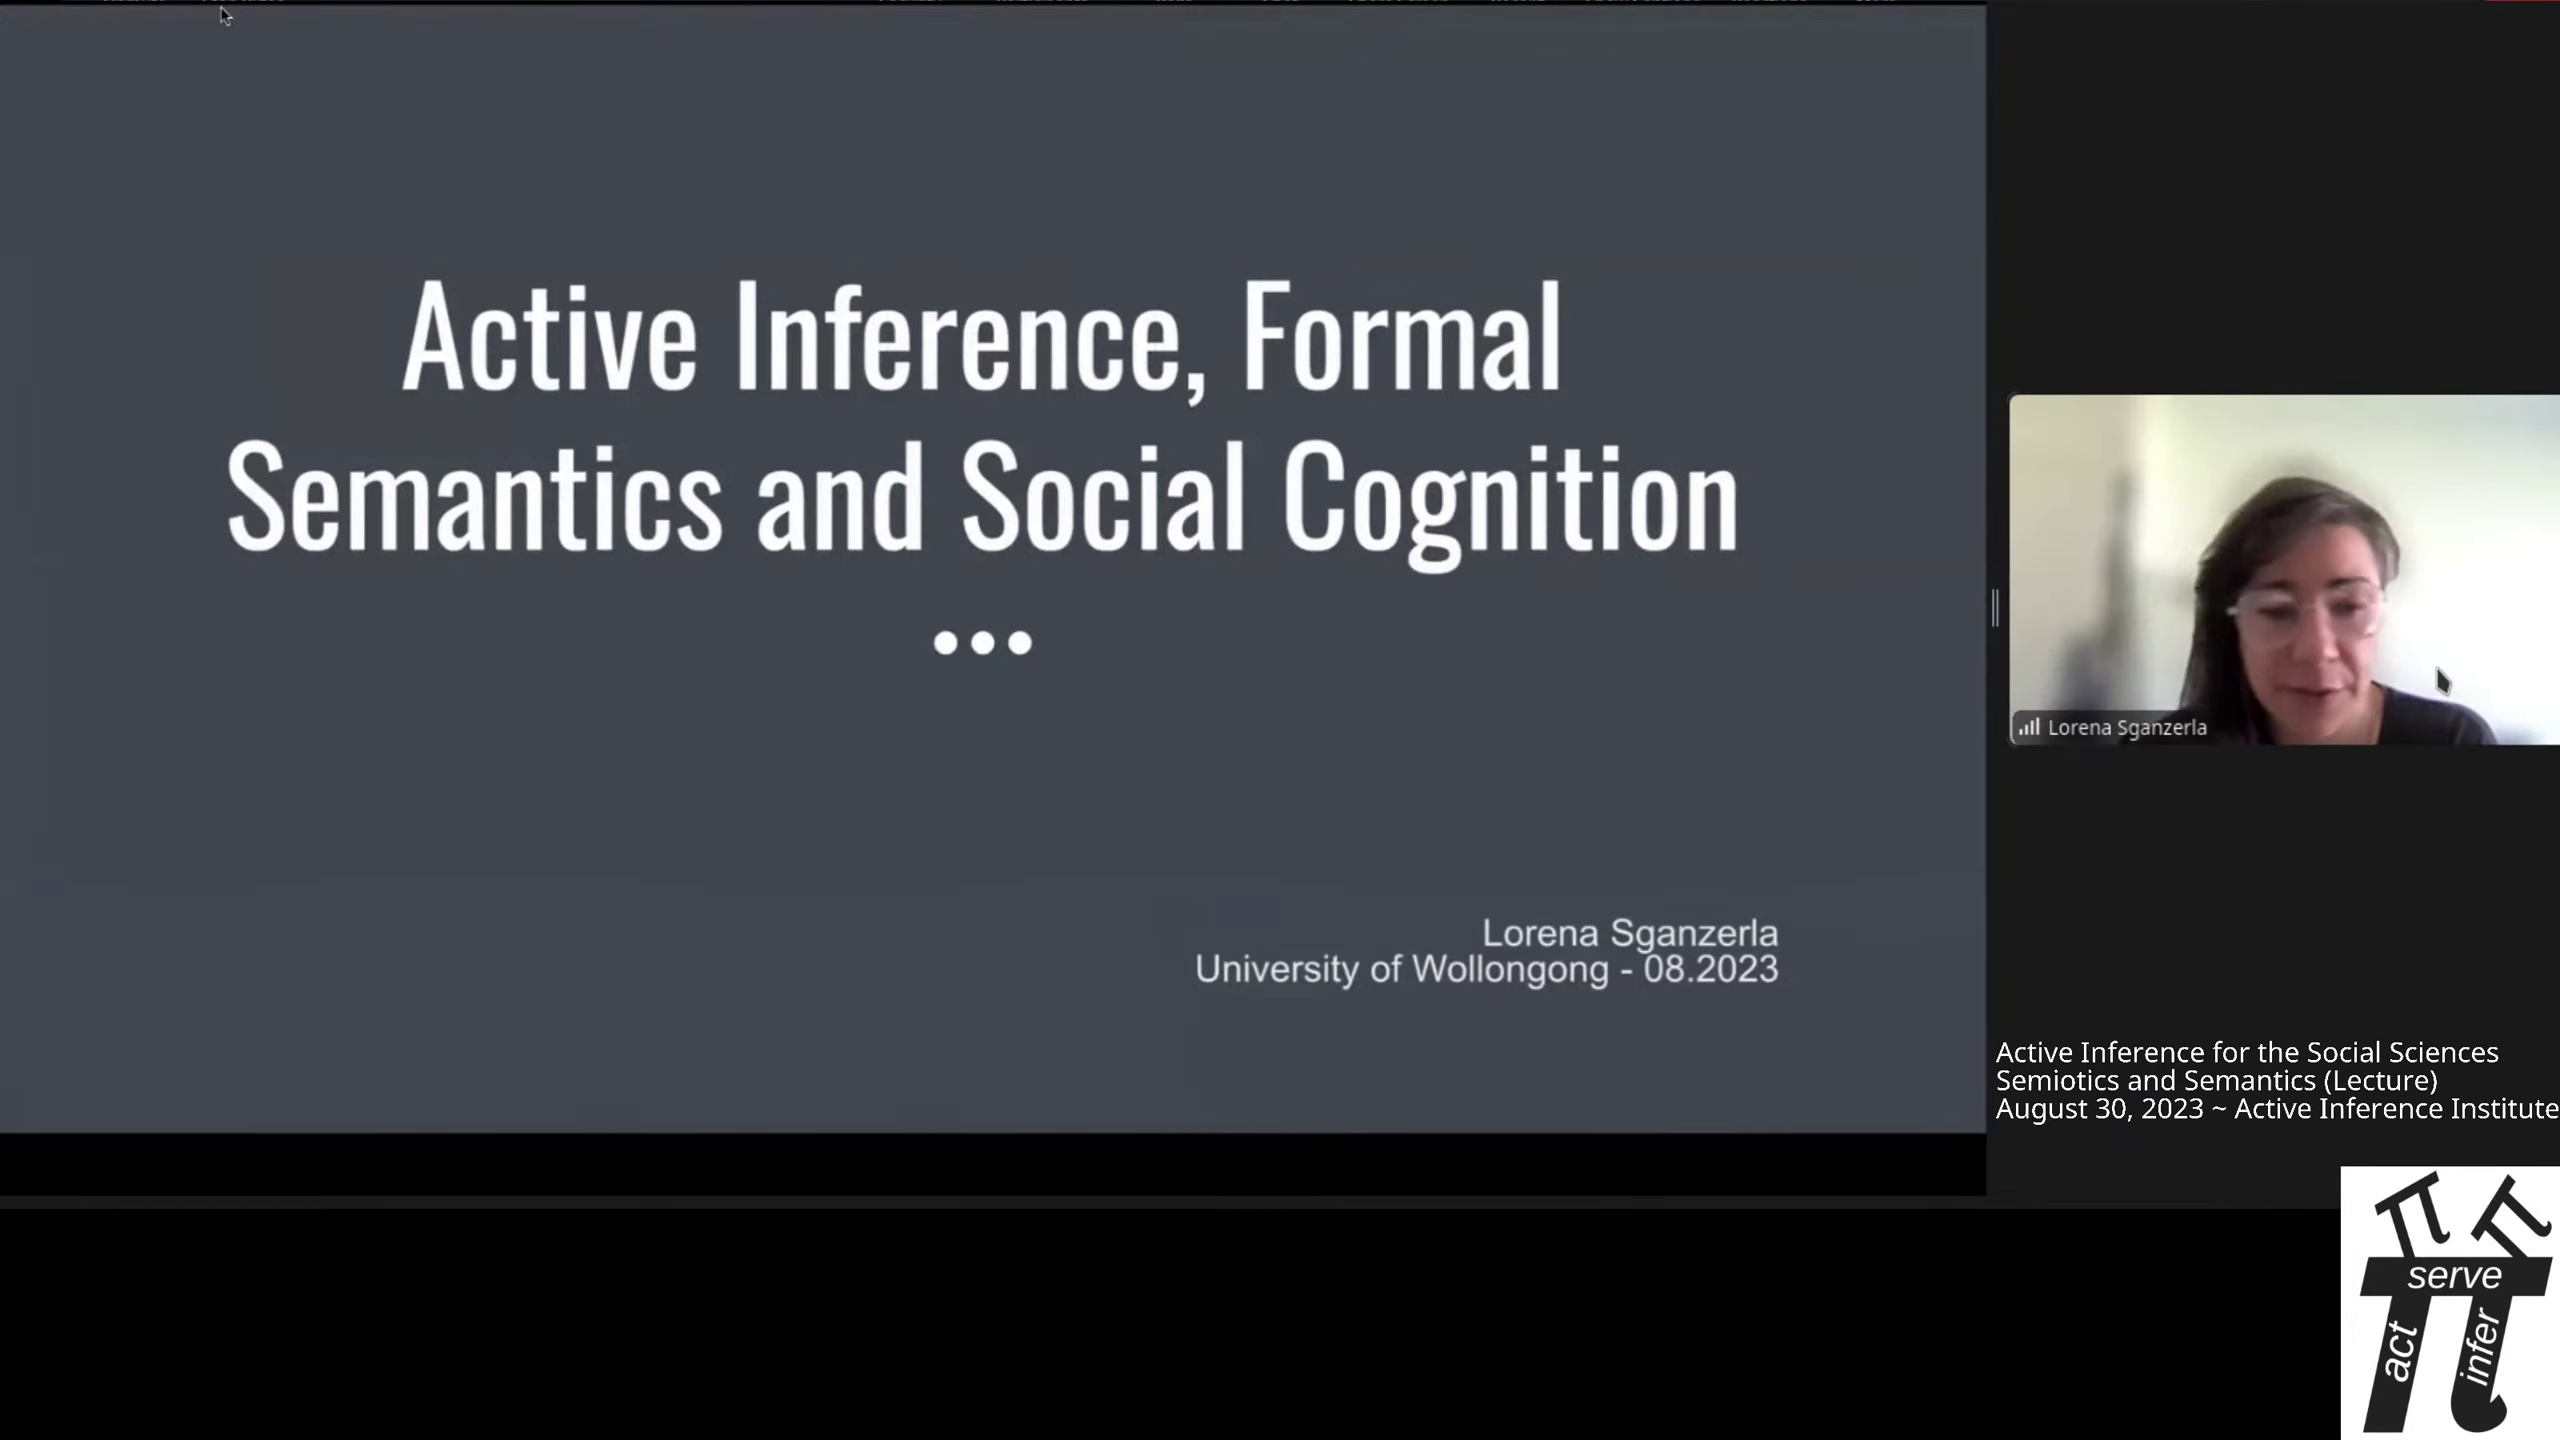 Active Inference, Formal
Semantics and Social Cognition
Lorena Sganzerla
University of Wollongong - 08.2023
Lorena Sganzerla
Active Inference for the Social Sciences
Semiotics and Semantics (Lecture)
August 30, 2023 ~ Active Inference Institute
serve
act
infer